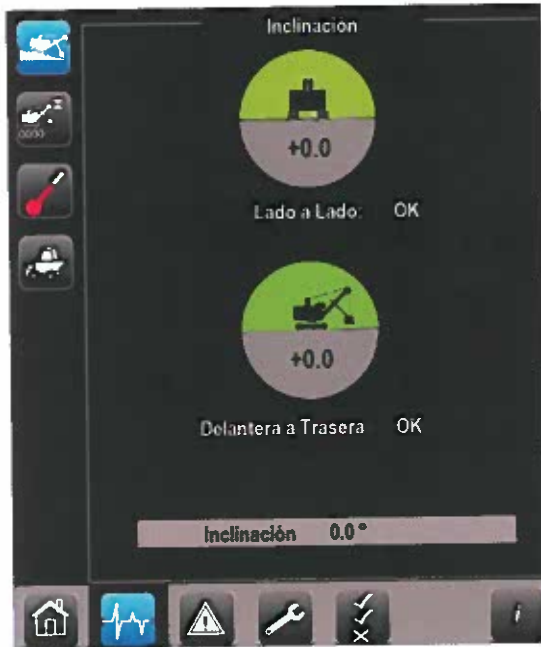 Inclinación
+0.0
Lado a Lado: OK
+0.0
Delantera a Trasera OK
Inclinación 0.0 °
i